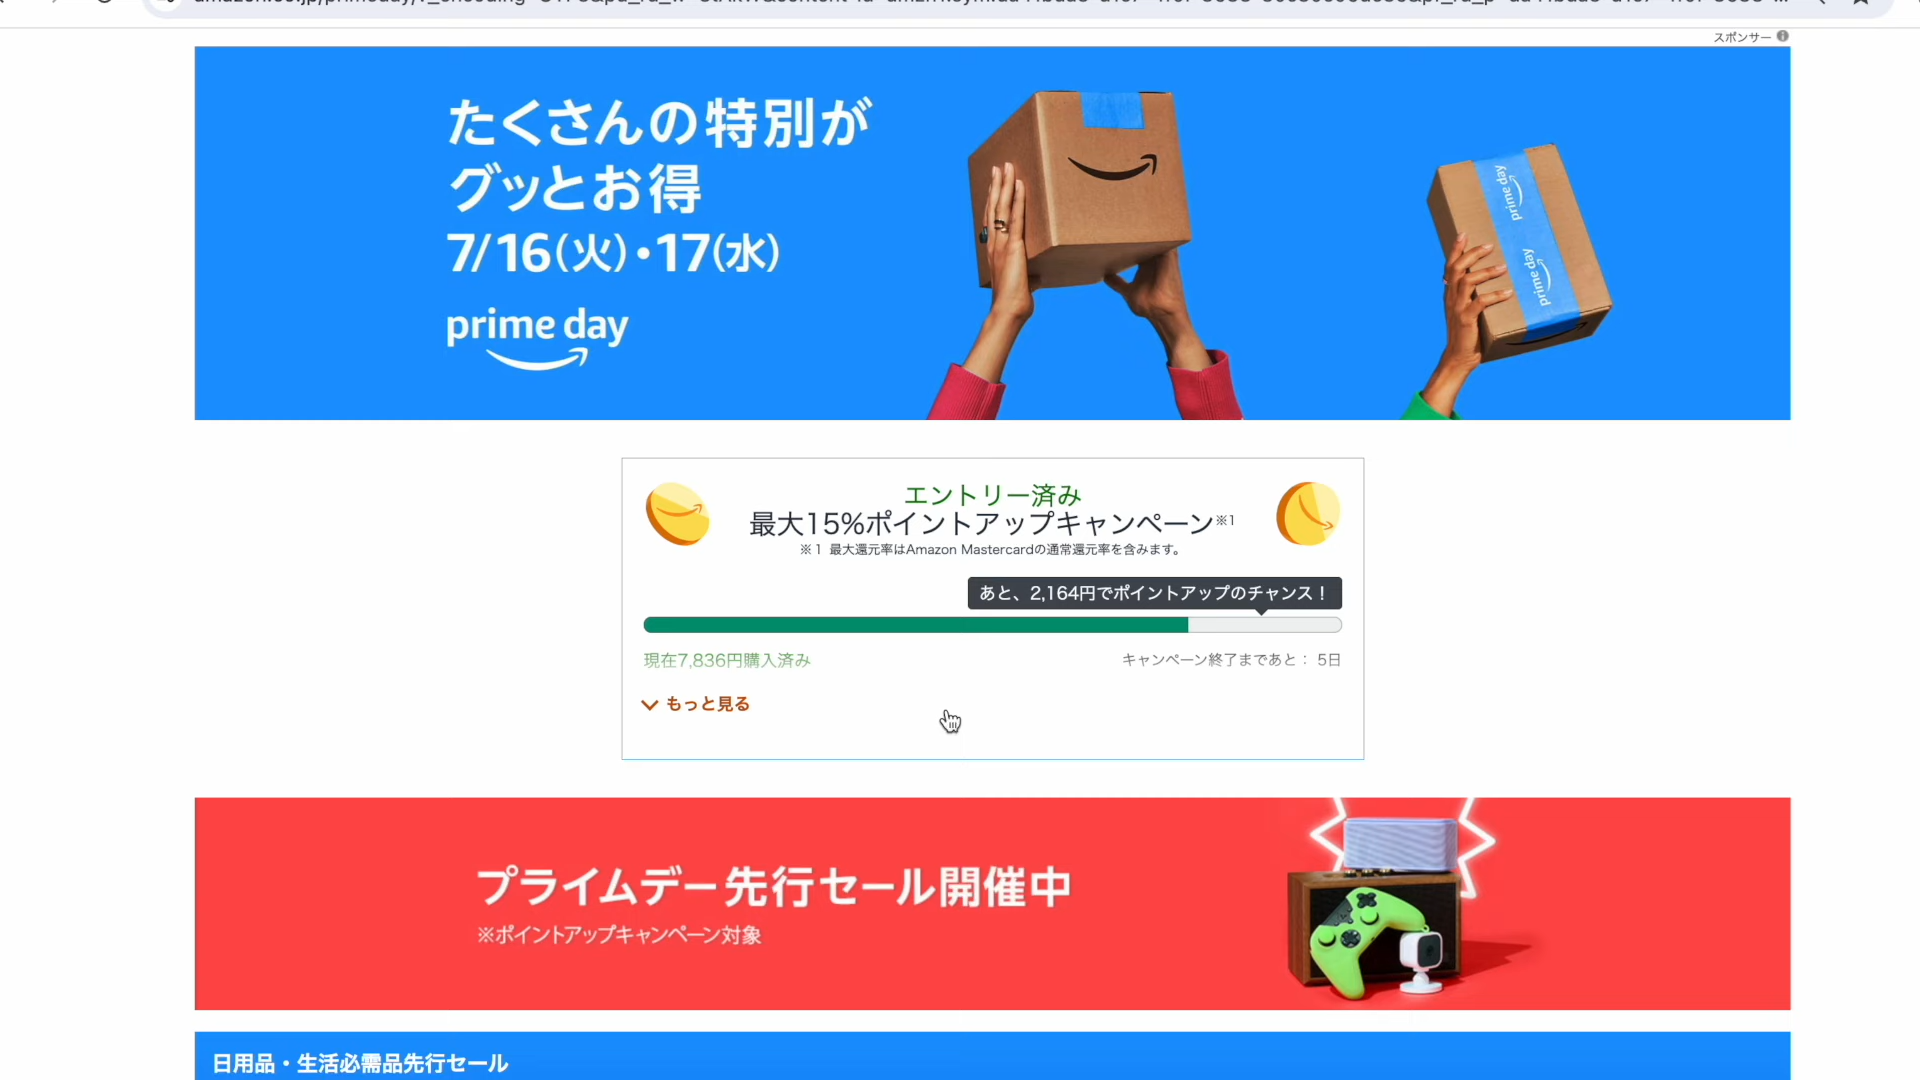 スポンサー
たくさんの特別が
グッとお得
7/16(火)・17(水)
prime day
prime day
prime day
エントリー済み
最大15%ポイントアップキャンペーン※1
※1 最大還元率はAmazon Mastercardの通常還元率を含みます。
あと、2,164円でポイントアップのチャンス！
現在7,836円購入済み
キャンペーン終了まであと： 5日
もっと見る
プライムデー先行セール開催中
※ポイントアップキャンペーン対象
日用品・生活必需品先行セール